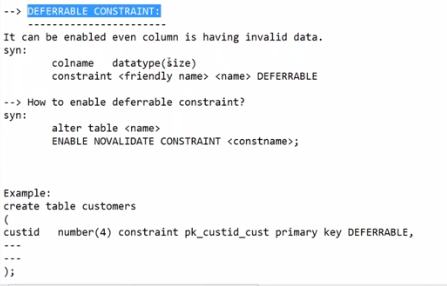 --> DEFERRABLE CONSTRAINT:
-----------------------
It can be enabled even column is having invalid data.
syn:
colname datatype(size)
constraint <friendly name> <name> DEFERRABLE
--> How to enable deferrable constraint?
syn:
alter table <name>
ENABLE NOVALIDATE CONSTRAINT <constname>;
Example:
create table customers
(
custid number(4) constraint pk_custid_cust primary key DEFERRABLE,
---
---
);